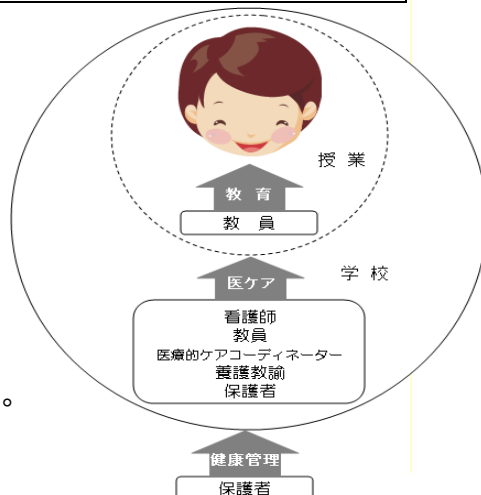 授 業
教 育
教 員
医ケア
学 校
看護師
教員
医療的ケアコーディネーター
養護教諭
保護者
。
健康管理
保護者